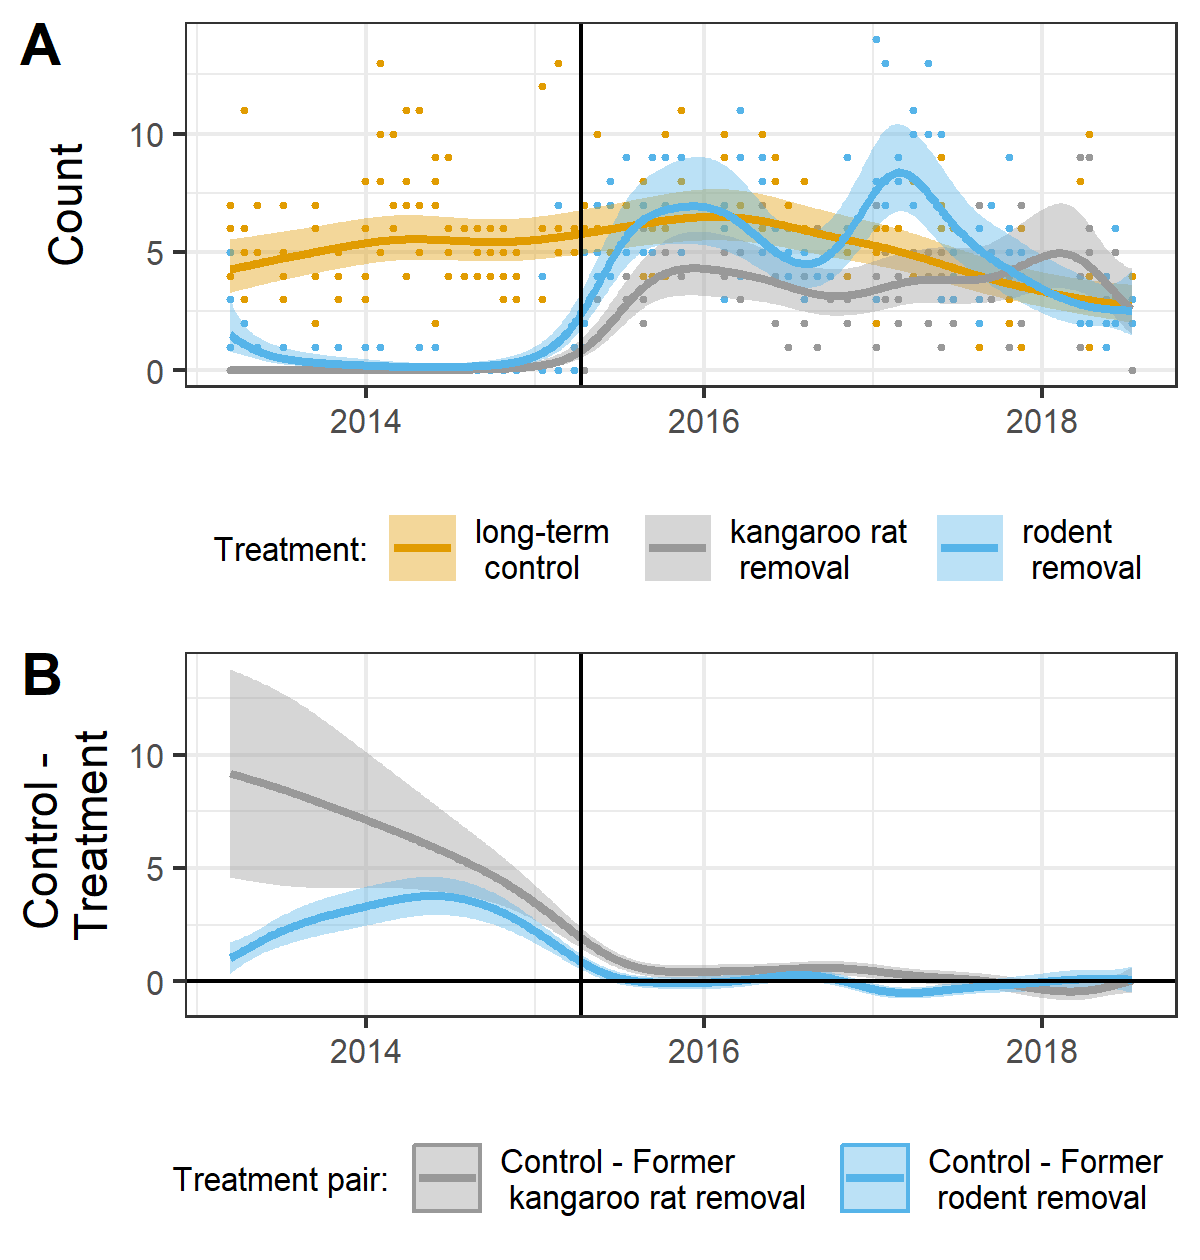 A
Count
10
5
0
2014 2016 2018
Treatment: long-term control kangaroo rat removal rodent removal
B
Control -
Treatment
10
5
0
2014 2016 2018
Treatment pair: Control - Former kangaroo rat removal Control - Former rodent removal